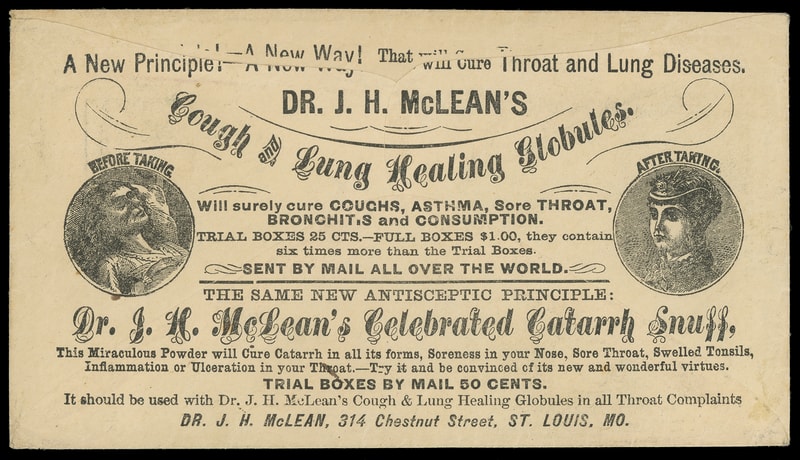 A New Principle!—A New Way! That will Cure Throat and Lung Diseases.
DR. J. H. McLEAN'S
Cough and Lung Healing Globules.
BEFORE TAKING
AFTER TAKING.
Will surely cure COUGHS, ASTHMA, Sore THROAT,
BRONCHITIS and CONSUMPTION.
TRIAL BOXES 25 CTS.—FULL BOXES $1.00, they contain
six times more than the Trial Boxes.
SENT BY MAIL ALL OVER THE WORLD.
THE SAME NEW ANTISCEPTIC PRINCIPLE:
Dr. J. H. McLean's Celebrated Catarrh Snuff,
This Miraculous Powder will Cure Catarrh in all its forms, Soreness in your Nose, Sore Throat, Swelled Tonsils,
Inflammation or Ulceration in your Throat.—Try it and be convinced of its new and wonderful virtues.
TRIAL BOXES BY MAIL 50 CENTS.
It should be used with Dr. J. H. McLean's Cough & Lung Healing Globules in all Throat Complaints
DR. J. H. McLEAN, 314 Chestnut Street, ST. LOUIS, MO.